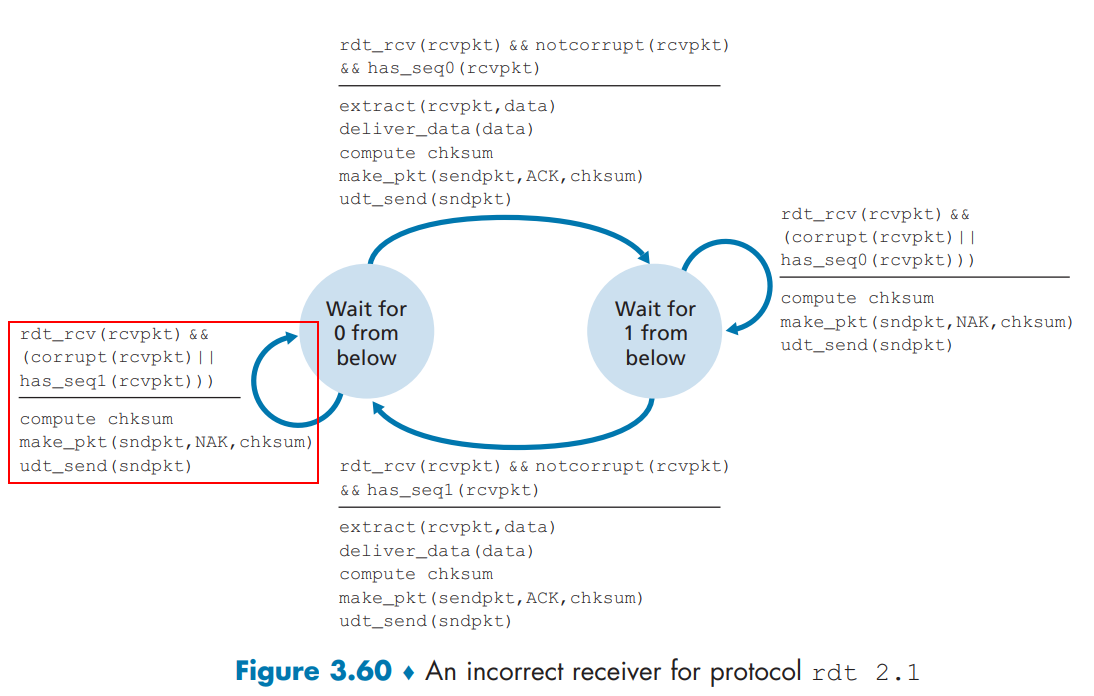 rdt_rcv(rcvpkt) && notcorrupt(rcvpkt)
&& has_seq0(rcvpkt)
extract(rcvpkt,data)
deliver_data(data)
compute chksum
make_pkt(sendpkt,ACK,chksum)
udt_send(sndpkt)
rdt_rcv(rcvpkt) &&
(corrupt(rcvpkt)||
has_seq0(rcvpkt)))
compute chksum
make_pkt(sndpkt,NAK,chksum)
udt_send(sndpkt)
Wait for
0 from
below
Wait for
1 from
below
rdt_rcv(rcvpkt) &&
(corrupt(rcvpkt)||
has_seq1(rcvpkt)))
compute chksum
make_pkt(sndpkt,NAK,chksum)
udt_send(sndpkt)
rdt_rcv(rcvpkt) && notcorrupt(rcvpkt)
&& has_seq1(rcvpkt)
extract(rcvpkt,data)
deliver_data(data)
compute chksum
make_pkt(sendpkt,ACK,chksum)
udt_send(sndpkt)
Figure 3.60 ♦ An incorrect receiver for protocol rdt 2.1